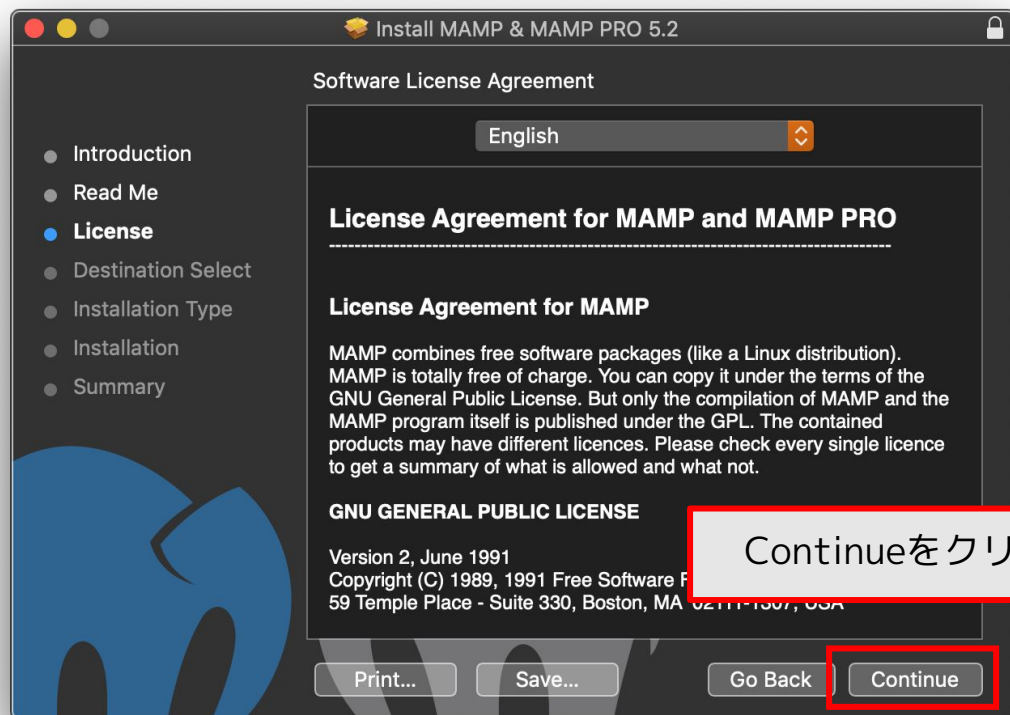 Install MAMP & MAMP PRO 5.2
Software License Agreement
Introduction
Read Me
License
Destination Select
Installation Type
Installation
Summary
English
License Agreement for MAMP and MAMP PRO
------------------------------------------------------------------------------------------
License Agreement for MAMP
MAMP combines free software packages (like a Linux distribution).
MAMP is totally free of charge. You can copy it under the terms of the
GNU General Public License. But only the compilation of MAMP and the
MAMP program itself is published under the GPL. The contained
products may have different licences. Please check every single licence
to get a summary of what is allowed and what not.
GNU GENERAL PUBLIC LICENSE
Version 2, June 1991
Copyright (C) 1989, 1991 Free Software
59 Temple Place - Suite 330, Boston, MA 02111-1307, USA
Continueをクリ
Print...
Save...
Go Back
Continue